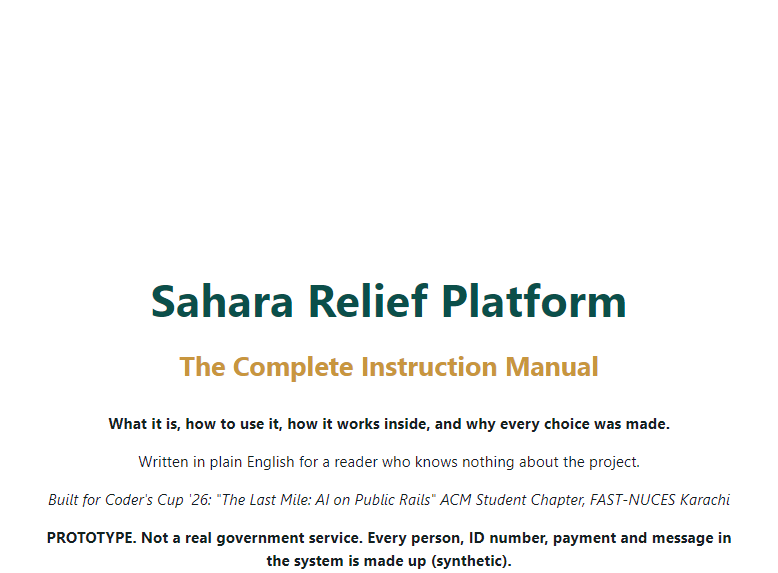 Sahara Relief Platform
The Complete Instruction Manual
What it is, how to use it, how it works inside, and why every choice was made.
Written in plain English for a reader who knows nothing about the project.
Built for Coder's Cup '26: "The Last Mile: AI on Public Rails" ACM Student Chapter, FAST-NUCES Karachi
PROTOTYPE. Not a real government service. Every person, ID number, payment and message in
the system is made up (synthetic).